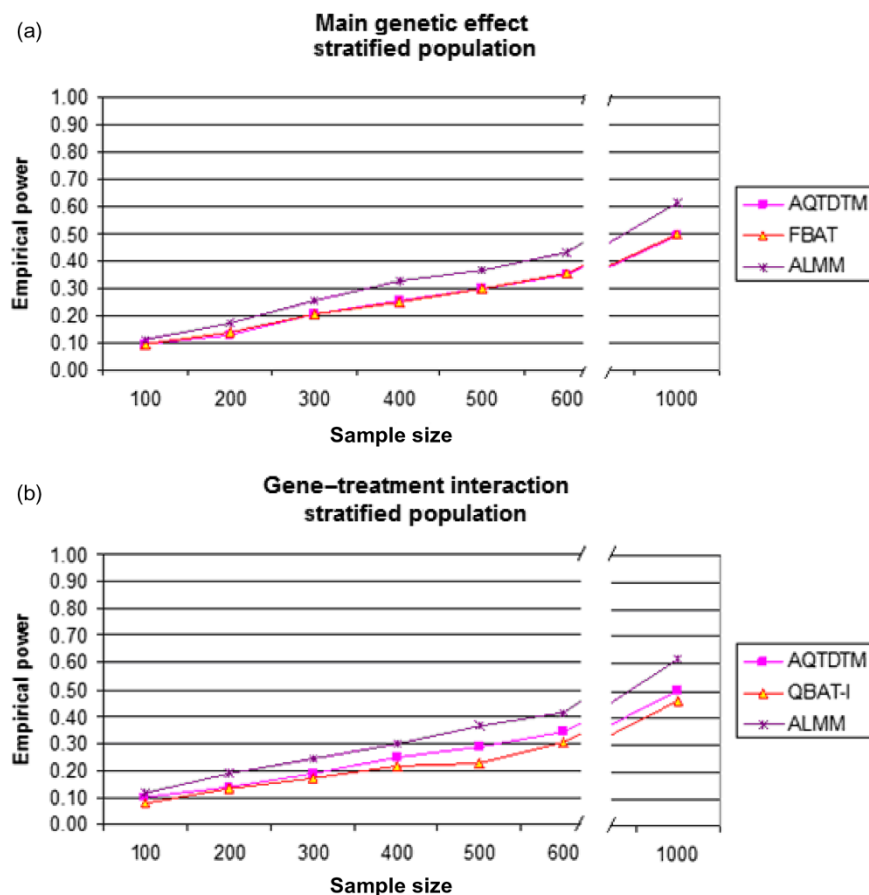 (a)
Main genetic effect
stratified population
1.00
0.90
0.80
0.70
0.60
0.50
0.40
0.30
0.20
0.10
0.00
Empirical power
100 200 300 400 500 600 1000
Sample size
AQTDTM
FBAT
ALMM
(b)
Gene–treatment interaction
stratified population
1.00
0.90
0.80
0.70
0.60
0.50
0.40
0.30
0.20
0.10
0.00
Empirical power
100 200 300 400 500 600 1000
Sample size
AQTDTM
QBAT-I
ALMM